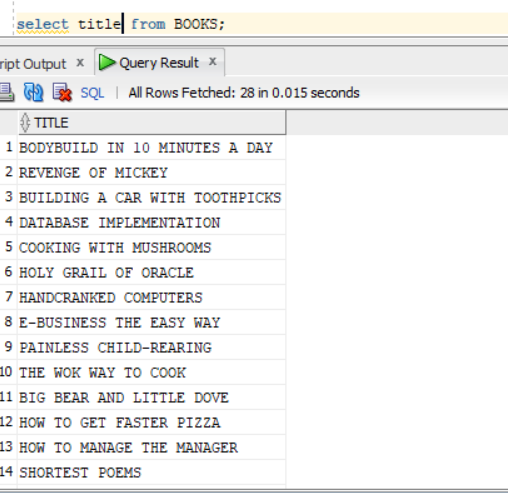 select title from BOOKS;
ript Output x Query Result x
SQL | All Rows Fetched: 28 in 0.015 seconds
TITLE
1 BODYBUILD IN 10 MINUTES A DAY
2 REVENGE OF MICKEY
3 BUILDING A CAR WITH TOOTHPICKS
4 DATABASE IMPLEMENTATION
5 COOKING WITH MUSHROOMS
6 HOLY GRAIL OF ORACLE
7 HANDCRANKED COMPUTERS
8 E-BUSINESS THE EASY WAY
9 PAINLESS CHILD-REARING
10 THE WOK WAY TO COOK
11 BIG BEAR AND LITTLE DOVE
12 HOW TO GET FASTER PIZZA
13 HOW TO MANAGE THE MANAGER
14 SHORTEST POEMS